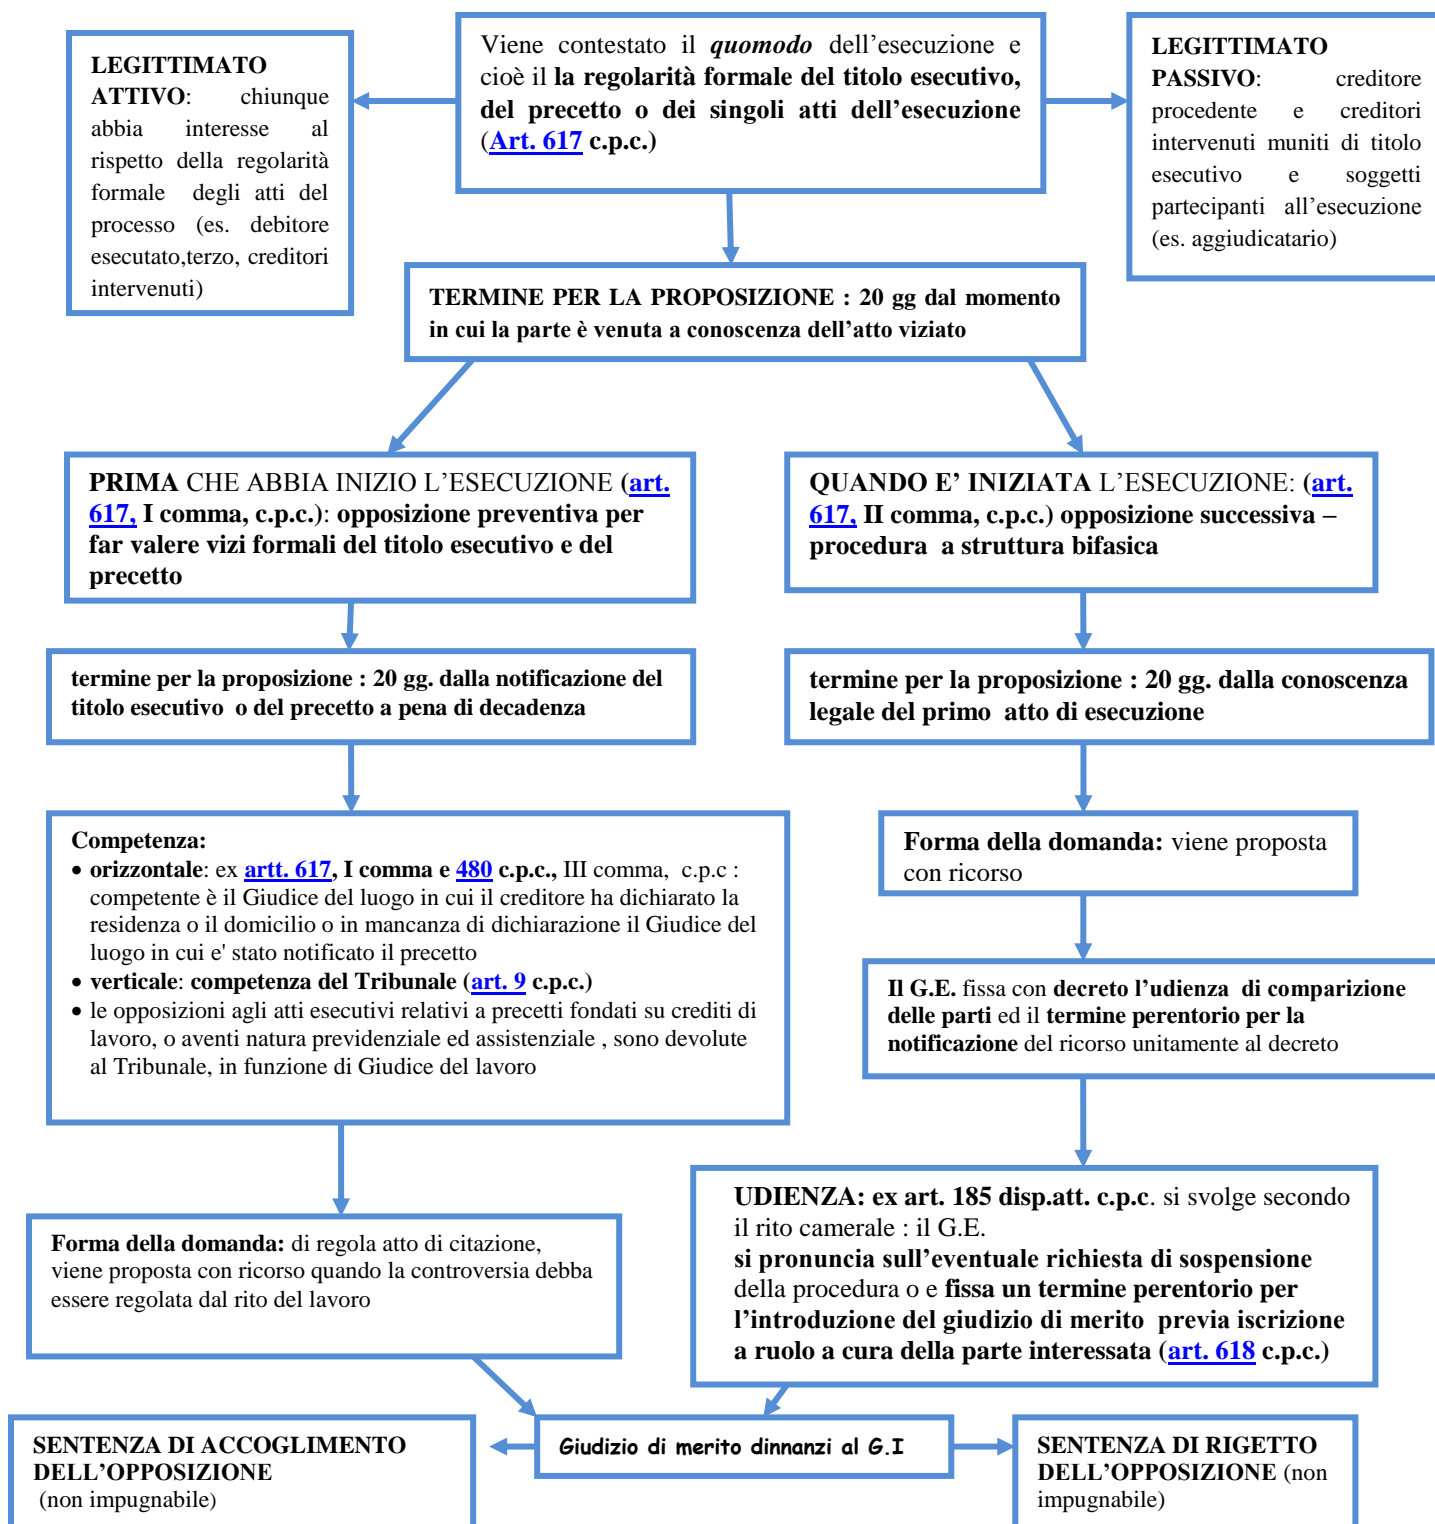 LEGITTIMATO
ATTIVO: chiunque
abbia interesse al
rispetto della regolarità
formale degli atti del
processo (es. debitore
esecutato,terzo, creditori
intervenuti)
Viene contestato il quomodo dell’esecuzione e
cioè il la regolarità formale del titolo esecutivo,
del precetto o dei singoli atti dell’esecuzione
(Art. 617 c.p.c.)
LEGITTIMATO
PASSIVO: creditore
procedente e creditori
intervenuti muniti di titolo
esecutivo e soggetti
partecipanti all’esecuzione
(es. aggiudicatario)
TERMINE PER LA PROPOSIZIONE : 20 gg dal momento
in cui la parte è venuta a conoscenza dell’atto viziato
PRIMA CHE ABBIA INIZIO L’ESECUZIONE (art.
617, I comma, c.p.c.): opposizione preventiva per
far valere vizi formali del titolo esecutivo e del
precetto
QUANDO E’ INIZIATA L’ESECUZIONE: (art.
617, II comma, c.p.c.) opposizione successiva –
procedura a struttura bifasica
termine per la proposizione : 20 gg. dalla notificazione del
titolo esecutivo o del precetto a pena di decadenza
termine per la proposizione : 20 gg. dalla conoscenza
legale del primo atto di esecuzione
Competenza:
• orizzontale: ex artt. 617, I comma e 480 c.p.c., III comma, c.p.c :
competente è il Giudice del luogo in cui il creditore ha dichiarato la
residenza o il domicilio o in mancanza di dichiarazione il Giudice del
luogo in cui e' stato notificato il precetto
• verticale: competenza del Tribunale (art. 9 c.p.c.)
• le opposizioni agli atti esecutivi relativi a precetti fondati su crediti di
lavoro, o aventi natura previdenziale ed assistenziale , sono devolute
al Tribunale, in funzione di Giudice del lavoro
Forma della domanda: viene proposta
con ricorso
Il G.E. fissa con decreto l’udienza di comparizione
delle parti ed il termine perentorio per la
notificazione del ricorso unitamente al decreto
Forma della domanda: di regola atto di citazione,
viene proposta con ricorso quando la controversia debba
essere regolata dal rito del lavoro
UDIENZA: ex art. 185 disp.att. c.p.c. si svolge secondo
il rito camerale : il G.E.
si pronuncia sull’eventuale richiesta di sospensione
della procedura o e fissa un termine perentorio per
l’introduzione del giudizio di merito previa iscrizione
a ruolo a cura della parte interessata (art. 618 c.p.c.)
SENTENZA DI ACCOGLIMENTO
DELL’OPPOSIZIONE
(non impugnabile)
Giudizio di merito dinnanzi al G.I
SENTENZA DI RIGETTO
DELL’OPPOSIZIONE (non
impugnabile)